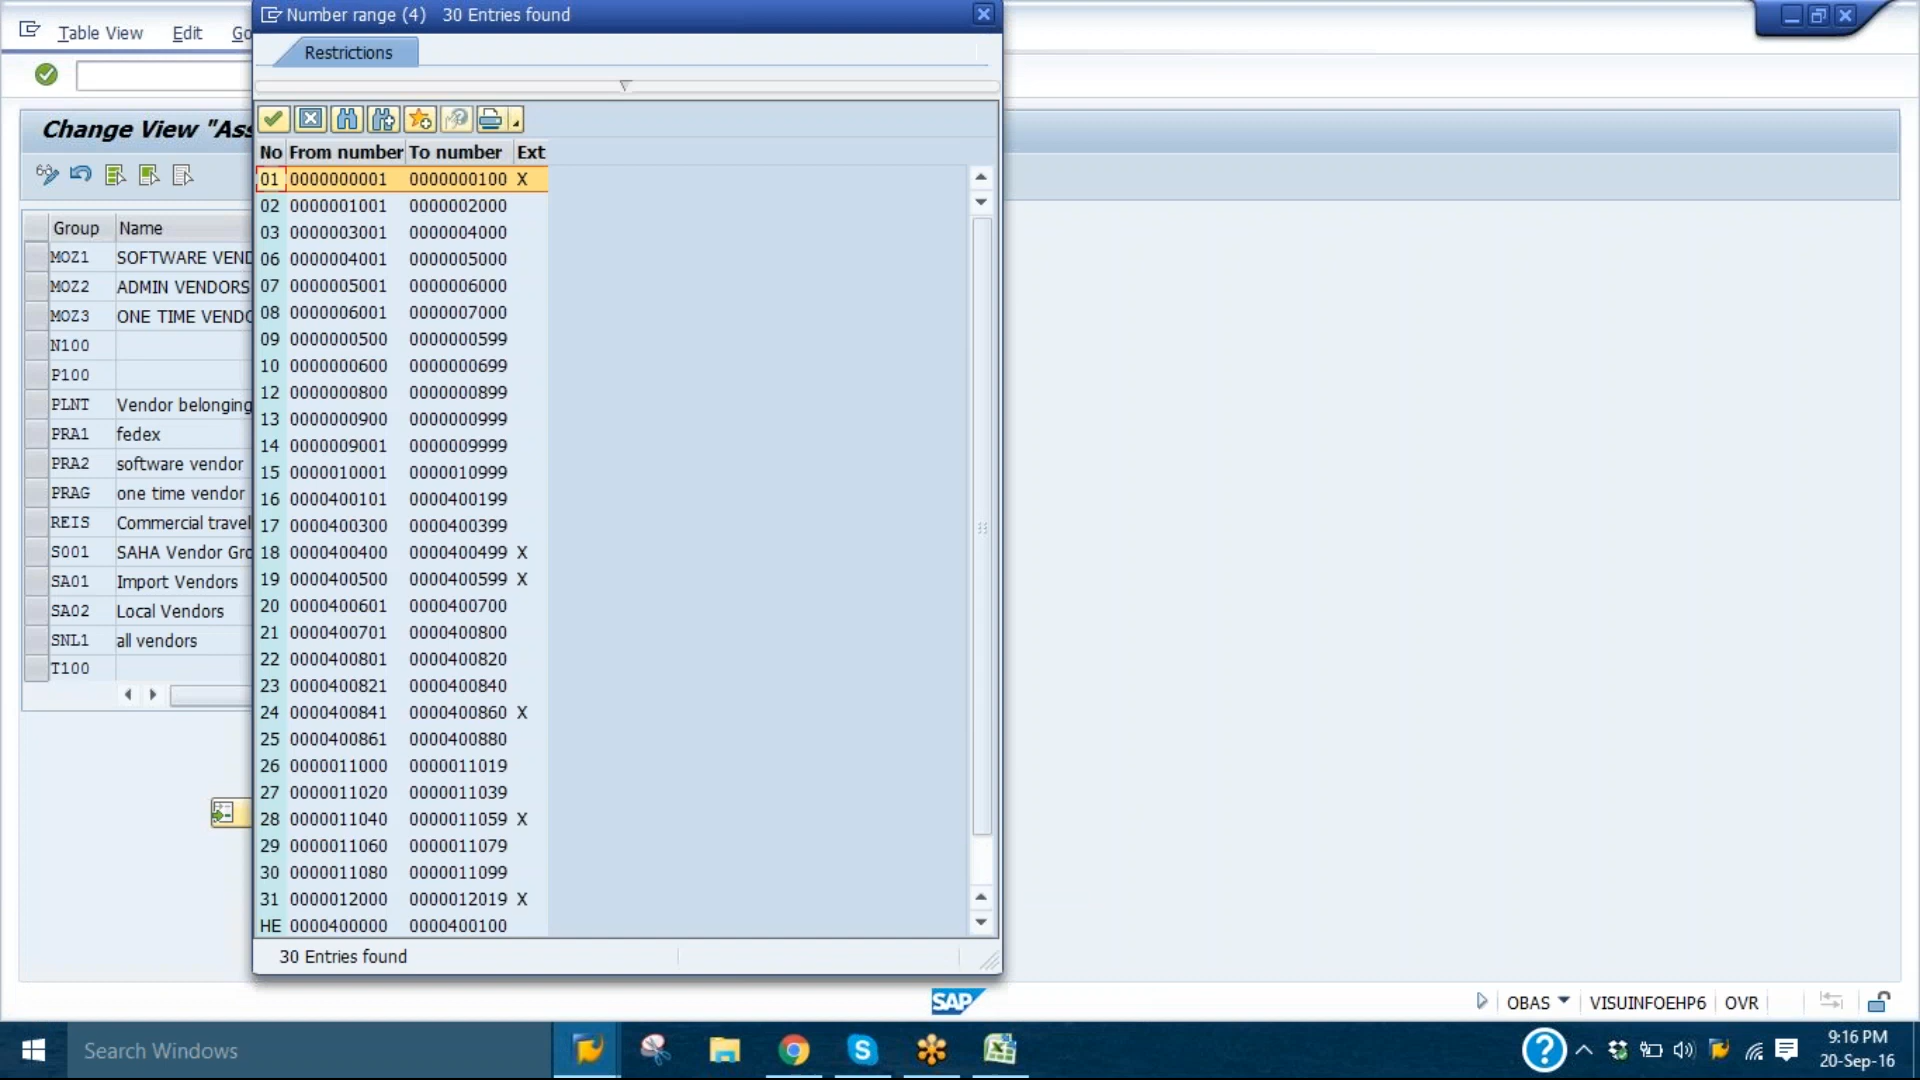 Number range (4) 30 Entries found
Table View Edit Go
Restrictions
Change View "Ass
No From number To number Ext
01 0000000001 0000000100 X
02 0000001001 0000002000
03 0000003001 0000004000
06 0000004001 0000005000
07 0000005001 0000006000
08 0000006001 0000007000
09 0000000500 0000000599
10 0000000600 0000000699
12 0000000800 0000000899
13 0000000900 0000000999
14 0000009001 0000009999
15 0000010001 0000010999
16 0000400101 0000400199
17 0000400300 0000400399
18 0000400400 0000400499 X
19 0000400500 0000400599 X
20 0000400601 0000400700
21 0000400701 0000400800
22 0000400801 0000400820
23 0000400821 0000400840
24 0000400841 0000400860 X
25 0000400861 0000400880
26 0000011000 0000011019
27 0000011020 0000011039
28 0000011040 0000011059 X
29 0000011060 0000011079
30 0000011080 0000011099
31 0000012000 0000012019 X
HE 0000400000 0000400100
30 Entries found
Group Name
MOZ1 SOFTWARE VEND
MOZ2 ADMIN VENDORS
MOZ3 ONE TIME VENDO
N100
P100
PLNT Vendor belonging
PRA1 fedex
PRA2 software vendor
PRAG one time vendor
REIS Commercial travel
S001 SAHA Vendor Gro
SA01 Import Vendors
SA02 Local Vendors
SNL1 all vendors
T100
SAP
OBAS VISUINFOEHP6 OVR
Search Windows
9:16 PM
20-Sep-16